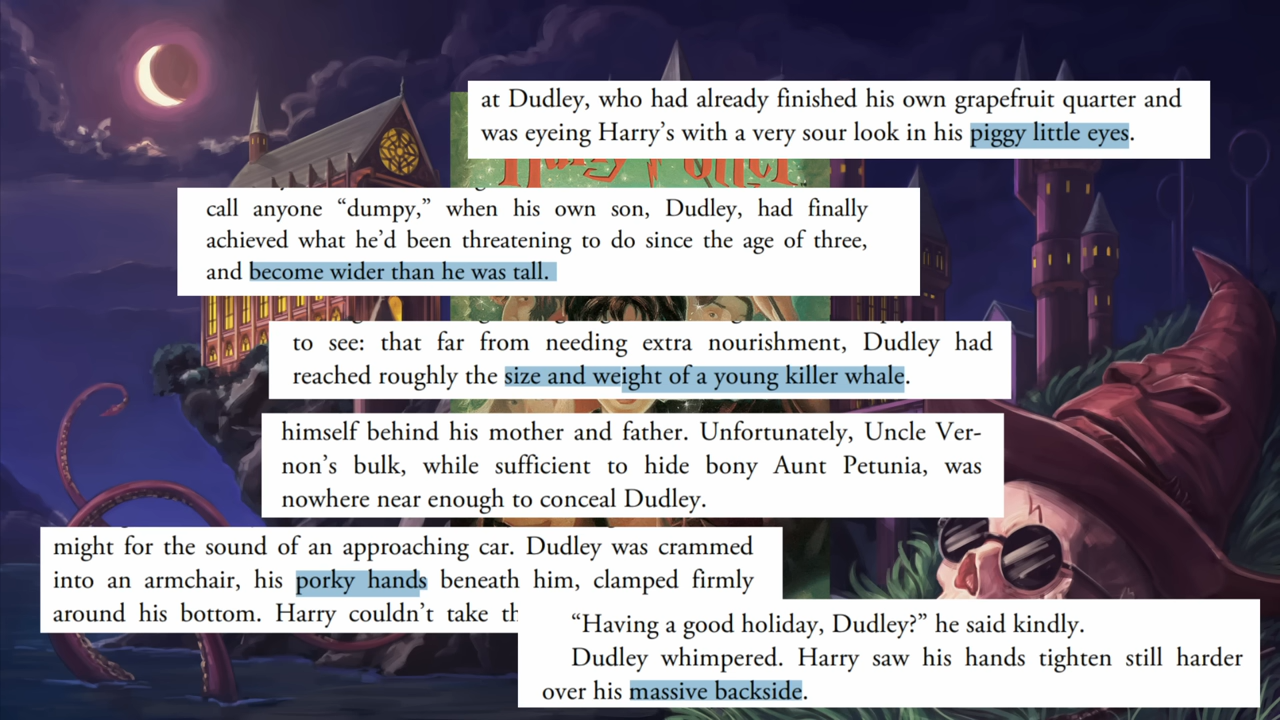 at Dudley, who had already finished his own grapefruit quarter and
was eyeing Harry’s with a very sour look in his piggy little eyes.
Harry Potter
call anyone “dumpy,” when his own son, Dudley, had finally
achieved what he’d been threatening to do since the age of three,
and become wider than he was tall.
to see: that far from needing extra nourishment, Dudley had
reached roughly the size and weight of a young killer whale.
himself behind his mother and father. Unfortunately, Uncle Ver-
non’s bulk, while sufficient to hide bony Aunt Petunia, was
nowhere near enough to conceal Dudley.
might for the sound of an approaching car. Dudley was crammed
into an armchair, his porky hands beneath him, clamped firmly
around his bottom. Harry couldn’t take
“Having a good holiday, Dudley?” he said kindly.
Dudley whimpered. Harry saw his hands tighten still harder
over his massive backside.